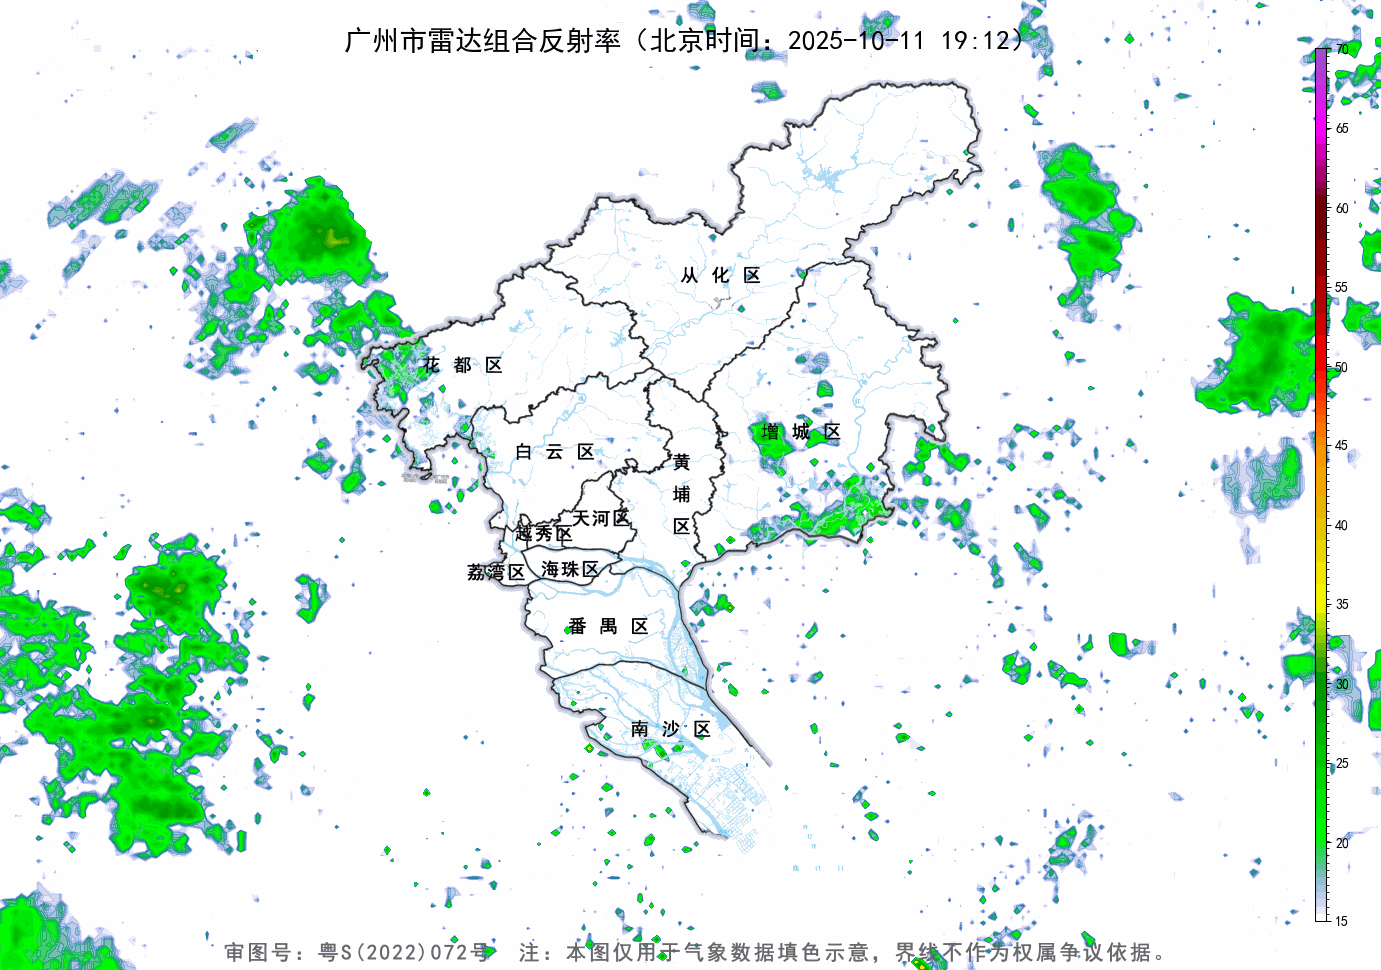 广州市雷达组合反射率（北京时间：2025-10-11 19:12）
70
65
60
55
50
45
40
35
30
25
20
15
从化区
花都区
增城区
白云区
黄埔区
天河区
越秀区
荔湾区
海珠区
番禺区
南沙区
审图号：粤S(2022)072号 注：本图仅用于气象数据填色示意，界线不作为权属争议依据。